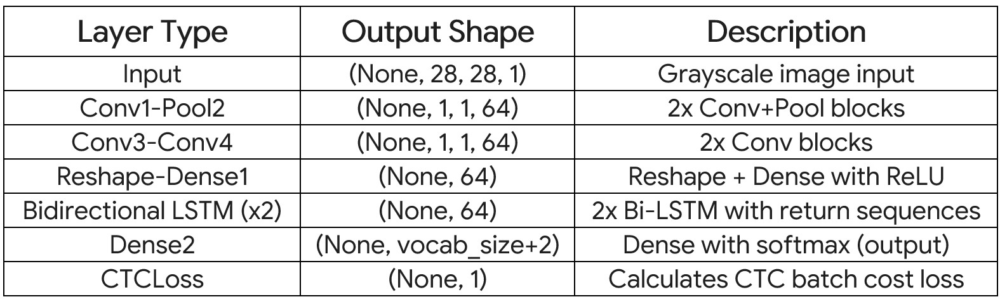 Layer Type Output Shape Description
Input (None, 28, 28, 1) Grayscale image input
Conv1-Pool2 (None, 1, 1, 64) 2x Conv+Pool blocks
Conv3-Conv4 (None, 1, 1, 64) 2x Conv blocks
Reshape-Dense1 (None, 64) Reshape + Dense with ReLU
Bidirectional LSTM (x2) (None, 64) 2x Bi-LSTM with return sequences
Dense2 (None, vocab_size+2) Dense with softmax (output)
CTCLoss (None, 1) Calculates CTC batch cost loss